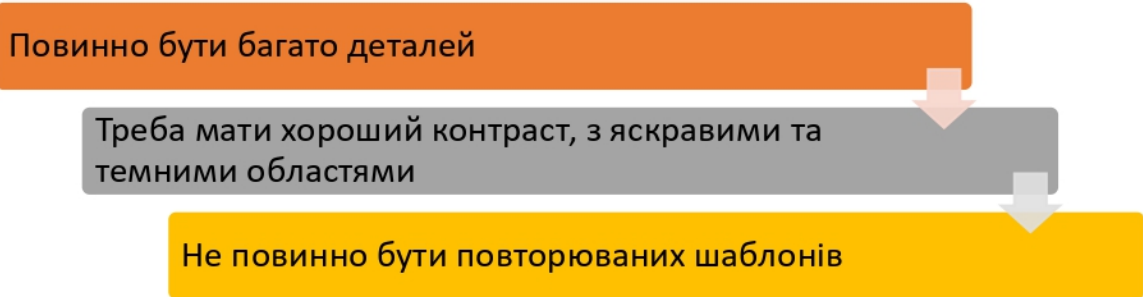 Повинно бути багато деталей
Треба мати хороший контраст, з яскравими та
темними областями
Не повинно бути повторюваних шаблонів